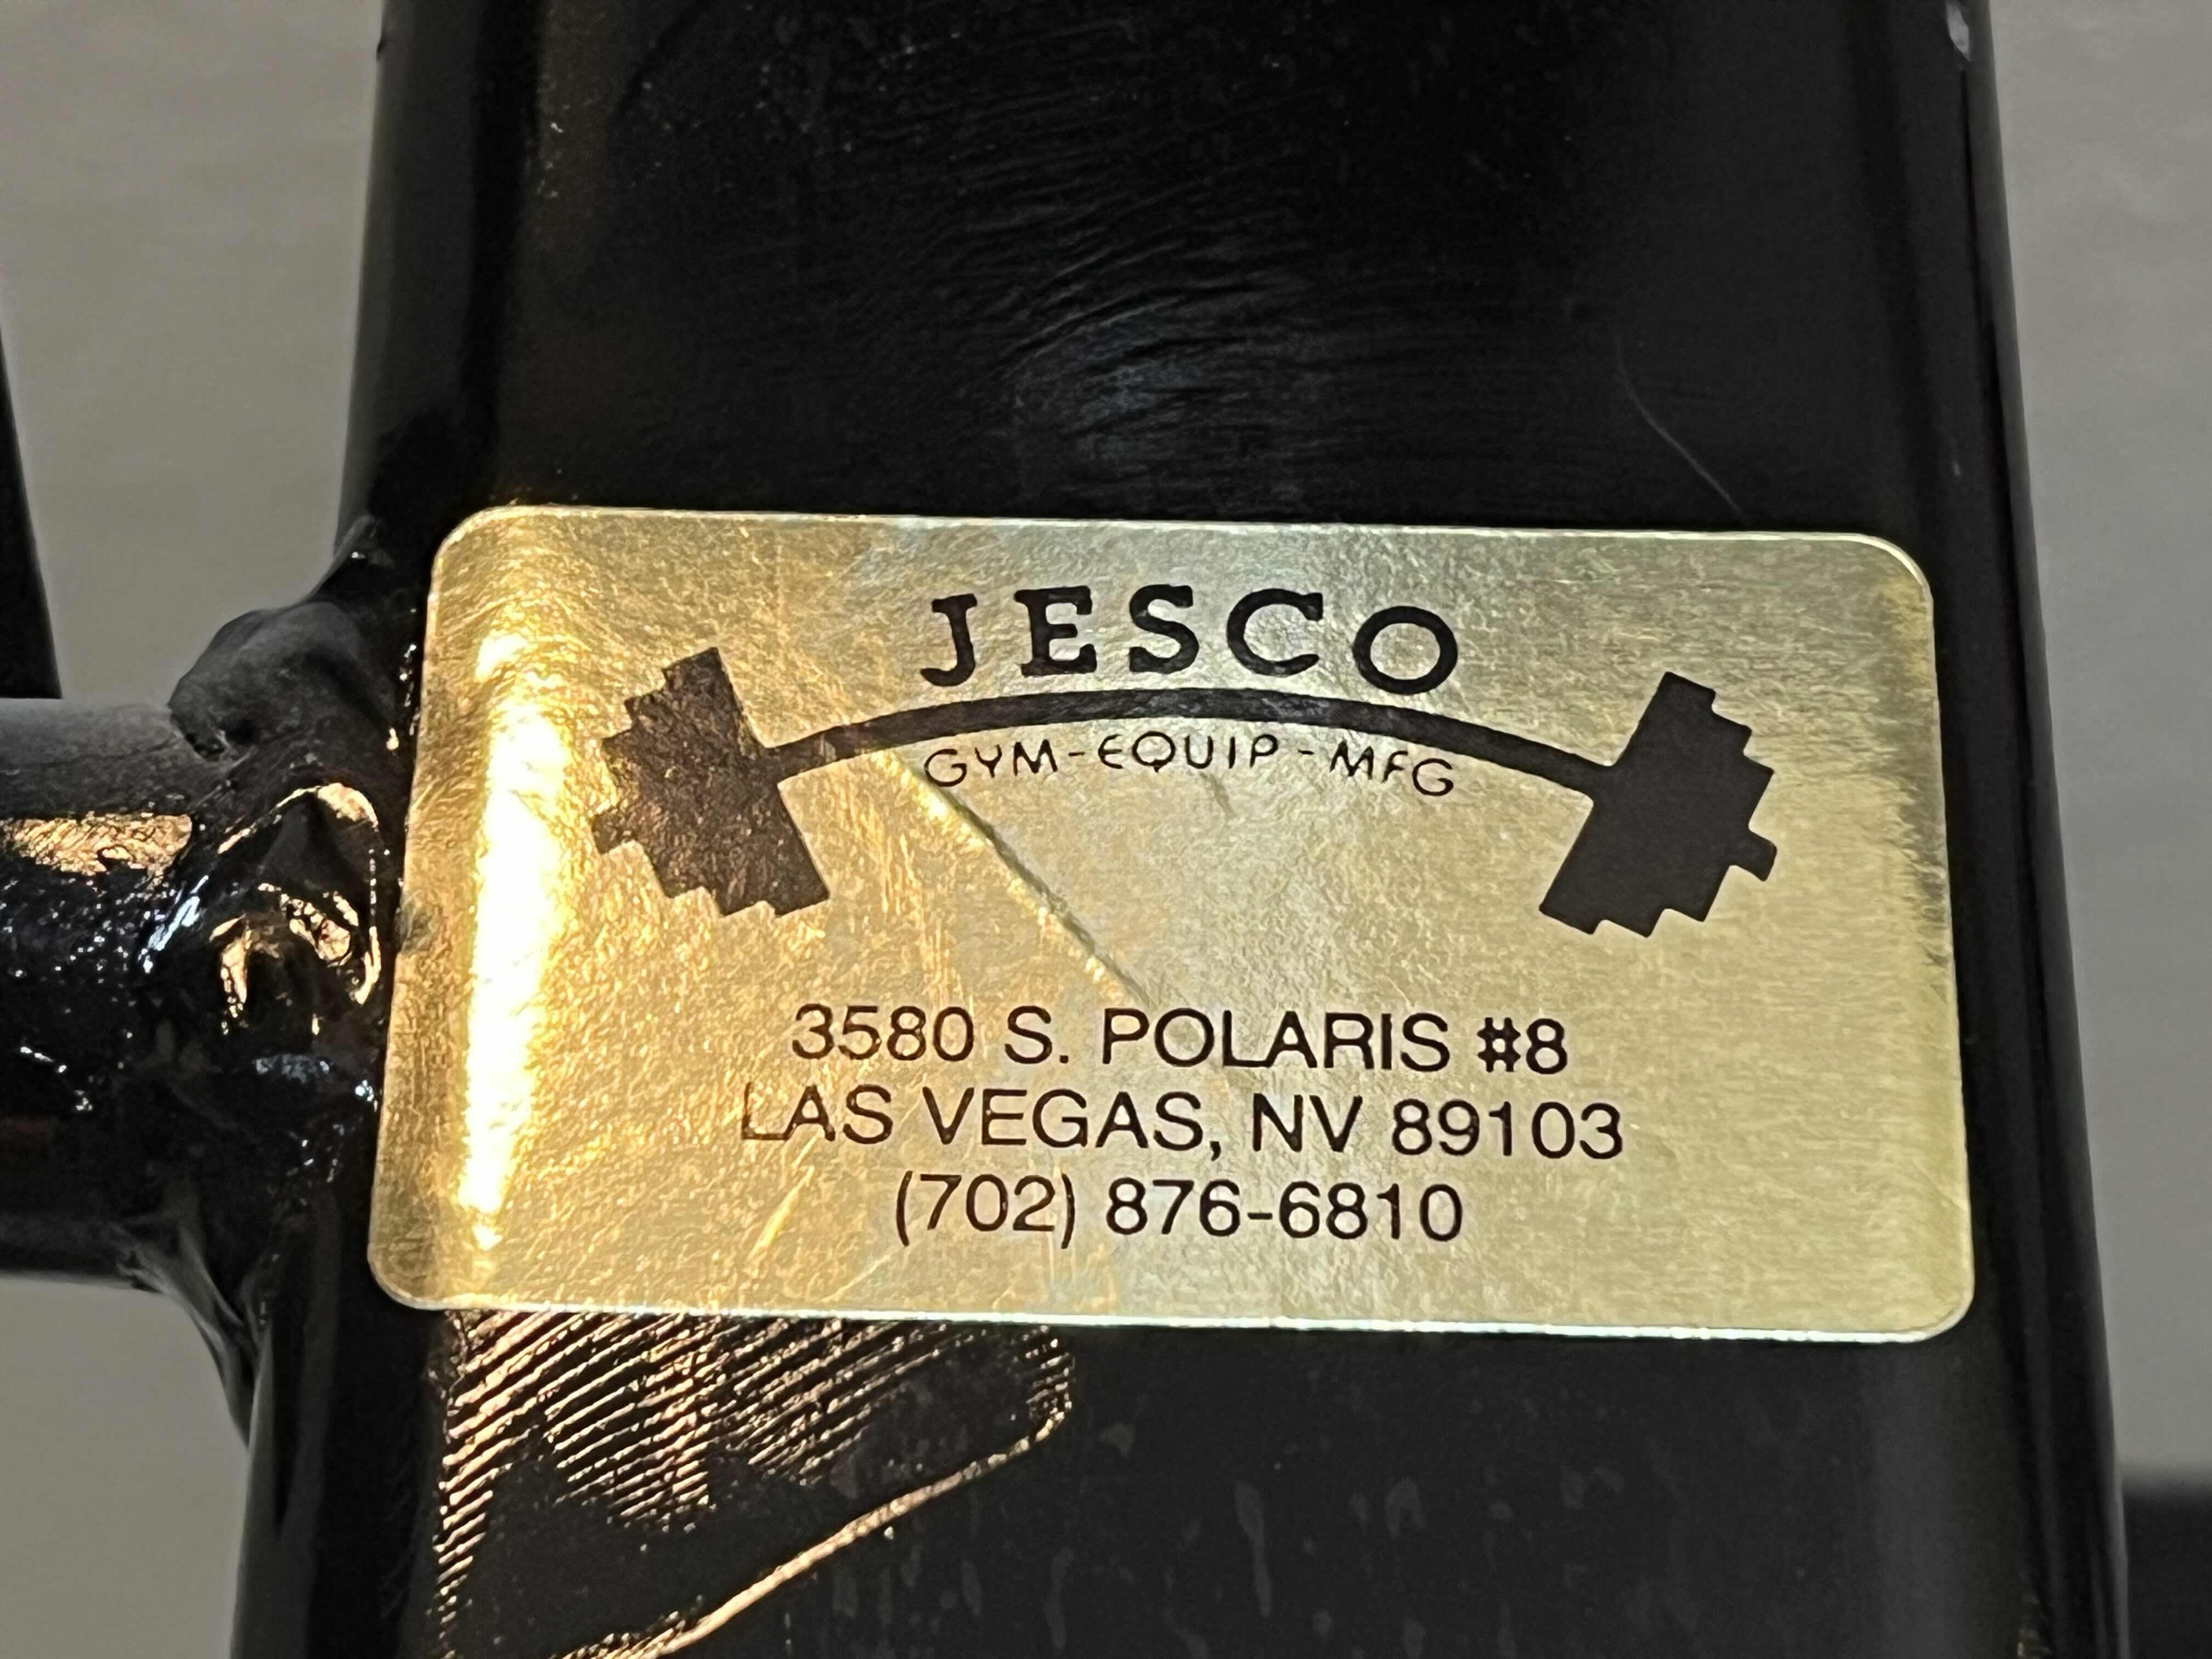 JESCO
GYM-EQUIP-MFG
3580 S. POLARIS #8
LAS VEGAS, NV 89103
(702) 876-6810